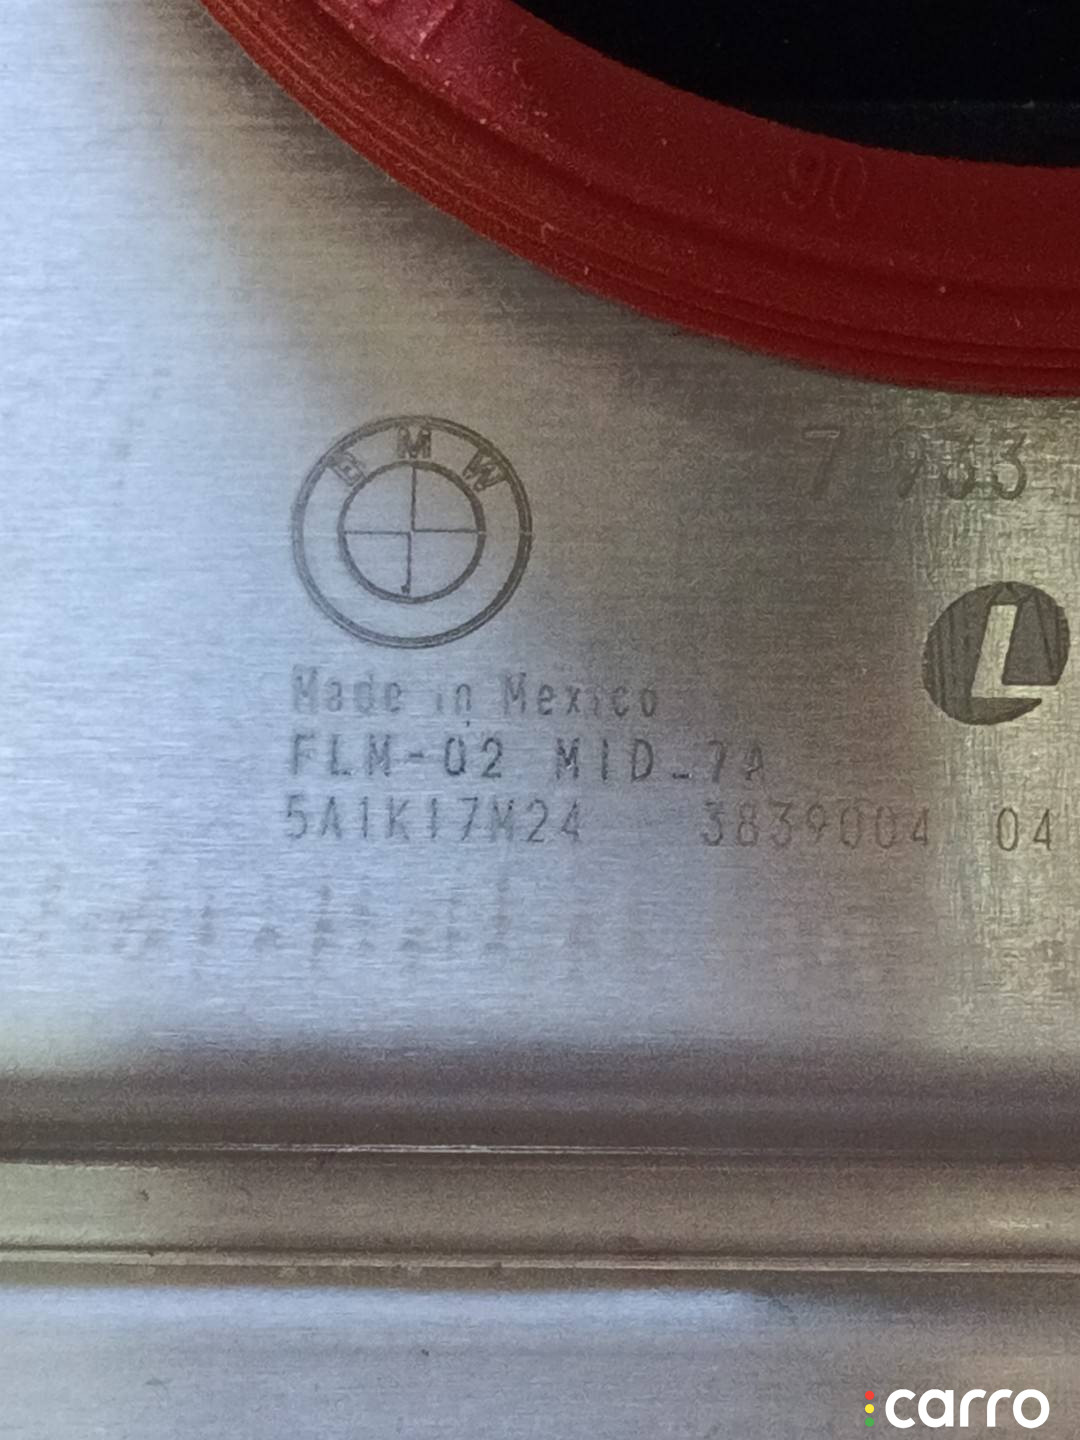 90
BMW
7 933
L
Made in Mexico
FLM-02 MID_7A
5A1K17M24 3839004 04
carro